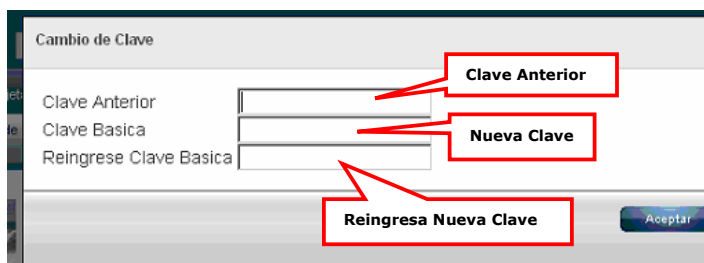 Cambio de Clave
Clave Anterior
Clave Anterior
Clave Basica
Nueva Clave
Reingrese Clave Basica
Reingresa Nueva Clave
Aceptar